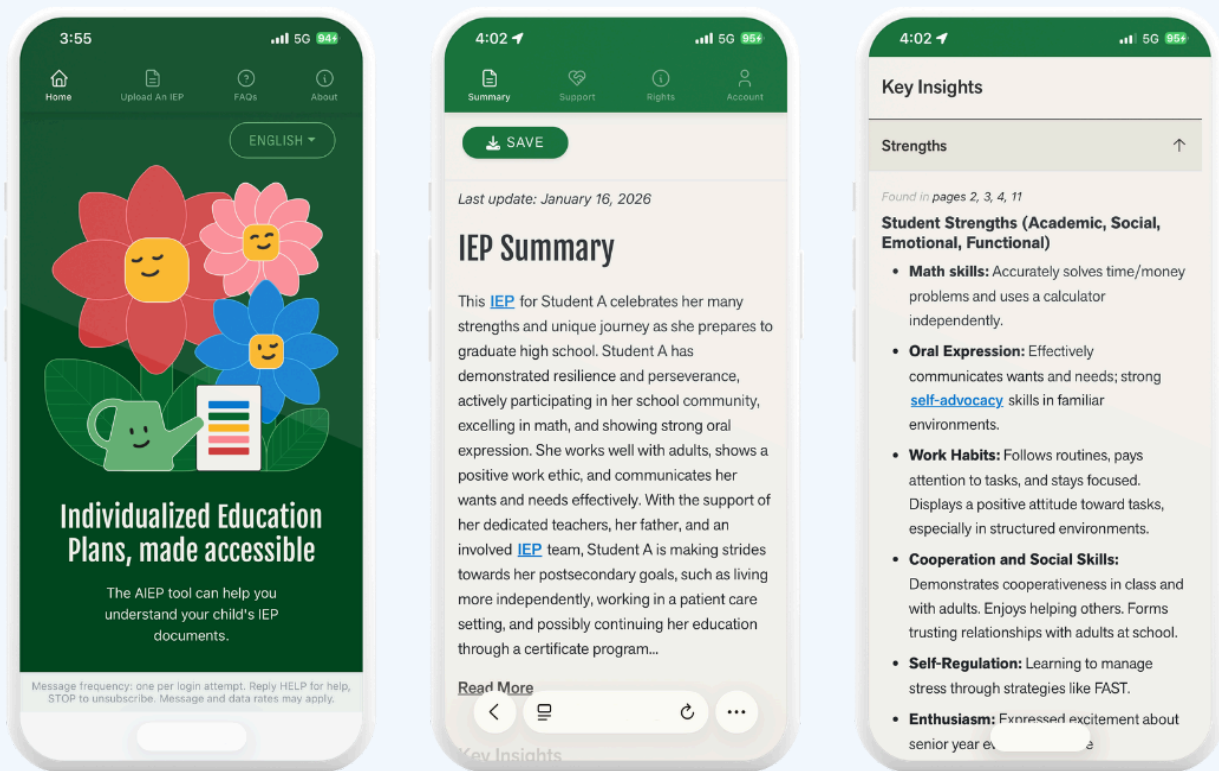 3:55
5G 94
Home
Upload An IEP
FAQs
About
ENGLISH
Individualized Education
Plans, made accessible
The AIEP tool can help you
understand your child's IEP
documents.
Message frequency: one per login attempt. Reply HELP for help,
STOP to unsubscribe. Message and data rates may apply.
4:02
5G 95
Summary
Support
Rights
Account
SAVE
Last update: January 16, 2026
IEP Summary
This IEP for Student A celebrates her many
strengths and unique journey as she prepares to
graduate high school. Student A has
demonstrated resilience and perseverance,
actively participating in her school community,
excelling in math, and showing strong oral
expression. She works well with adults, shows a
positive work ethic, and communicates her
wants and needs effectively. With the support of
her dedicated teachers, her father, and an
involved IEP team, Student A is making strides
towards her postsecondary goals, such as living
more independently, working in a patient care
setting, and possibly continuing her education
through a certificate program...
Read More
Key Insights
4:02
5G 95
Key Insights
Strengths
Found in pages 2, 3, 4, 11
Student Strengths (Academic, Social,
Emotional, Functional)
• Math skills: Accurately solves time/money
problems and uses a calculator
independently.
• Oral Expression: Effectively
communicates wants and needs; strong
self-advocacy skills in familiar
environments.
• Work Habits: Follows routines, pays
attention to tasks, and stays focused.
Displays a positive attitude toward tasks,
especially in structured environments.
• Cooperation and Social Skills:
Demonstrates cooperativeness in class and
with adults. Enjoys helping others. Forms
trusting relationships with adults at school.
• Self-Regulation: Learning to manage
stress through strategies like FAST.
• Enthusiasm: Expressed excitement about
senior year